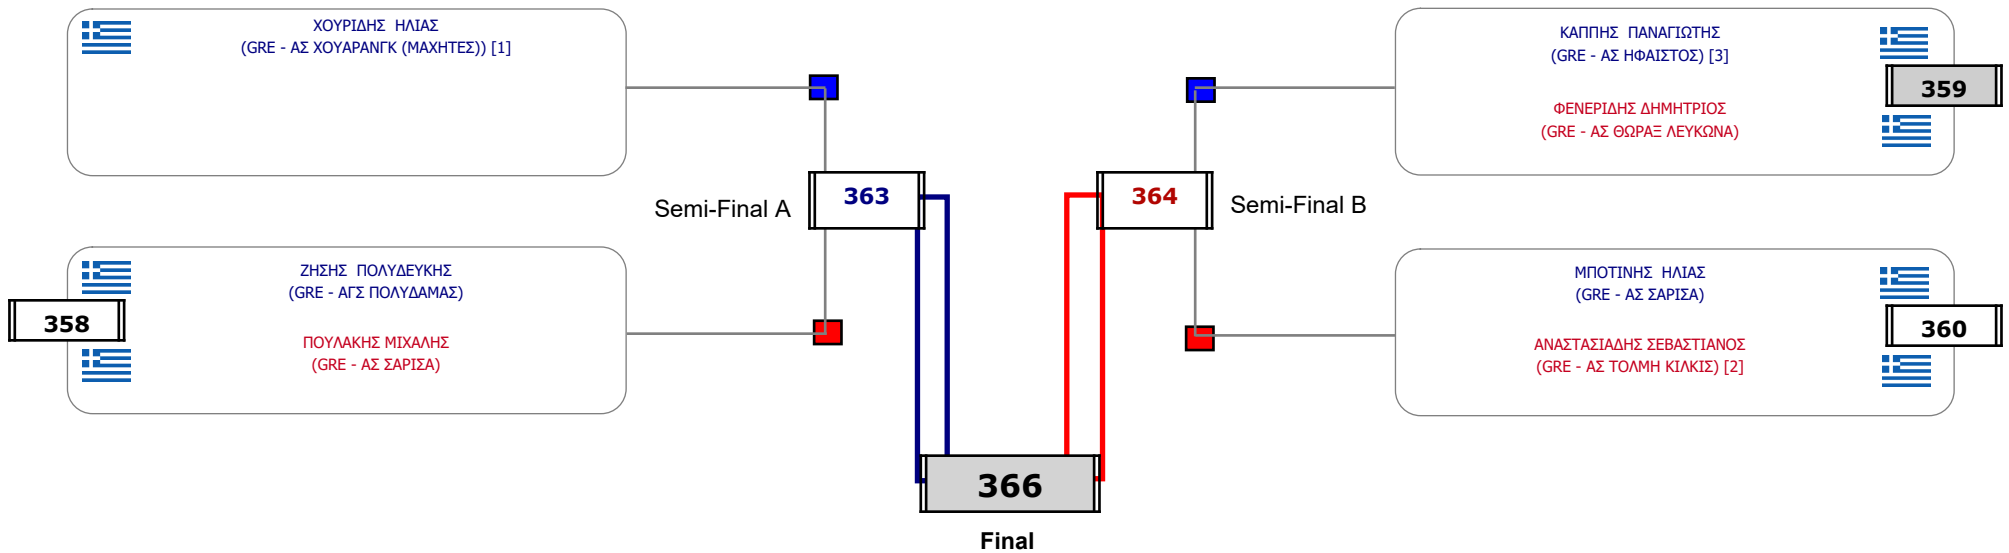 ΧΟΥΡΙΔΗΣ ΗΛΙΑΣ
(GRE - ΑΣ ΧΟΥΑΡΑΝΓΚ (ΜΑΧΗΤΕΣ)) [1]
ΖΗΣΗΣ ΠΟΛΥΔΕΥΚΗΣ
(GRE - ΑΓΣ ΠΟΛΥΔΑΜΑΣ)
358
ΠΟΥΛΑΚΗΣ ΜΙΧΑΛΗΣ
(GRE - ΑΣ ΣΑΡΙΣΑ)
Semi-Final A
363
364
Semi-Final B
366
Final
ΚΑΠΠΗΣ ΠΑΝΑΓΙΩΤΗΣ
(GRE - ΑΣ ΗΦΑΙΣΤΟΣ) [3]
359
ΦΕΝΕΡΙΔΗΣ ΔΗΜΗΤΡΙΟΣ
(GRE - ΑΣ ΘΩΡΑΞ ΛΕΥΚΩΝΑ)
ΜΠΟΤΙΝΗΣ ΗΛΙΑΣ
(GRE - ΑΣ ΣΑΡΙΣΑ)
360
ΑΝΑΣΤΑΣΙΑΔΗΣ ΣΕΒΑΣΤΙΑΝΟΣ
(GRE - ΑΣ ΤΟΛΜΗ ΚΙΛΚΙΣ) [2]